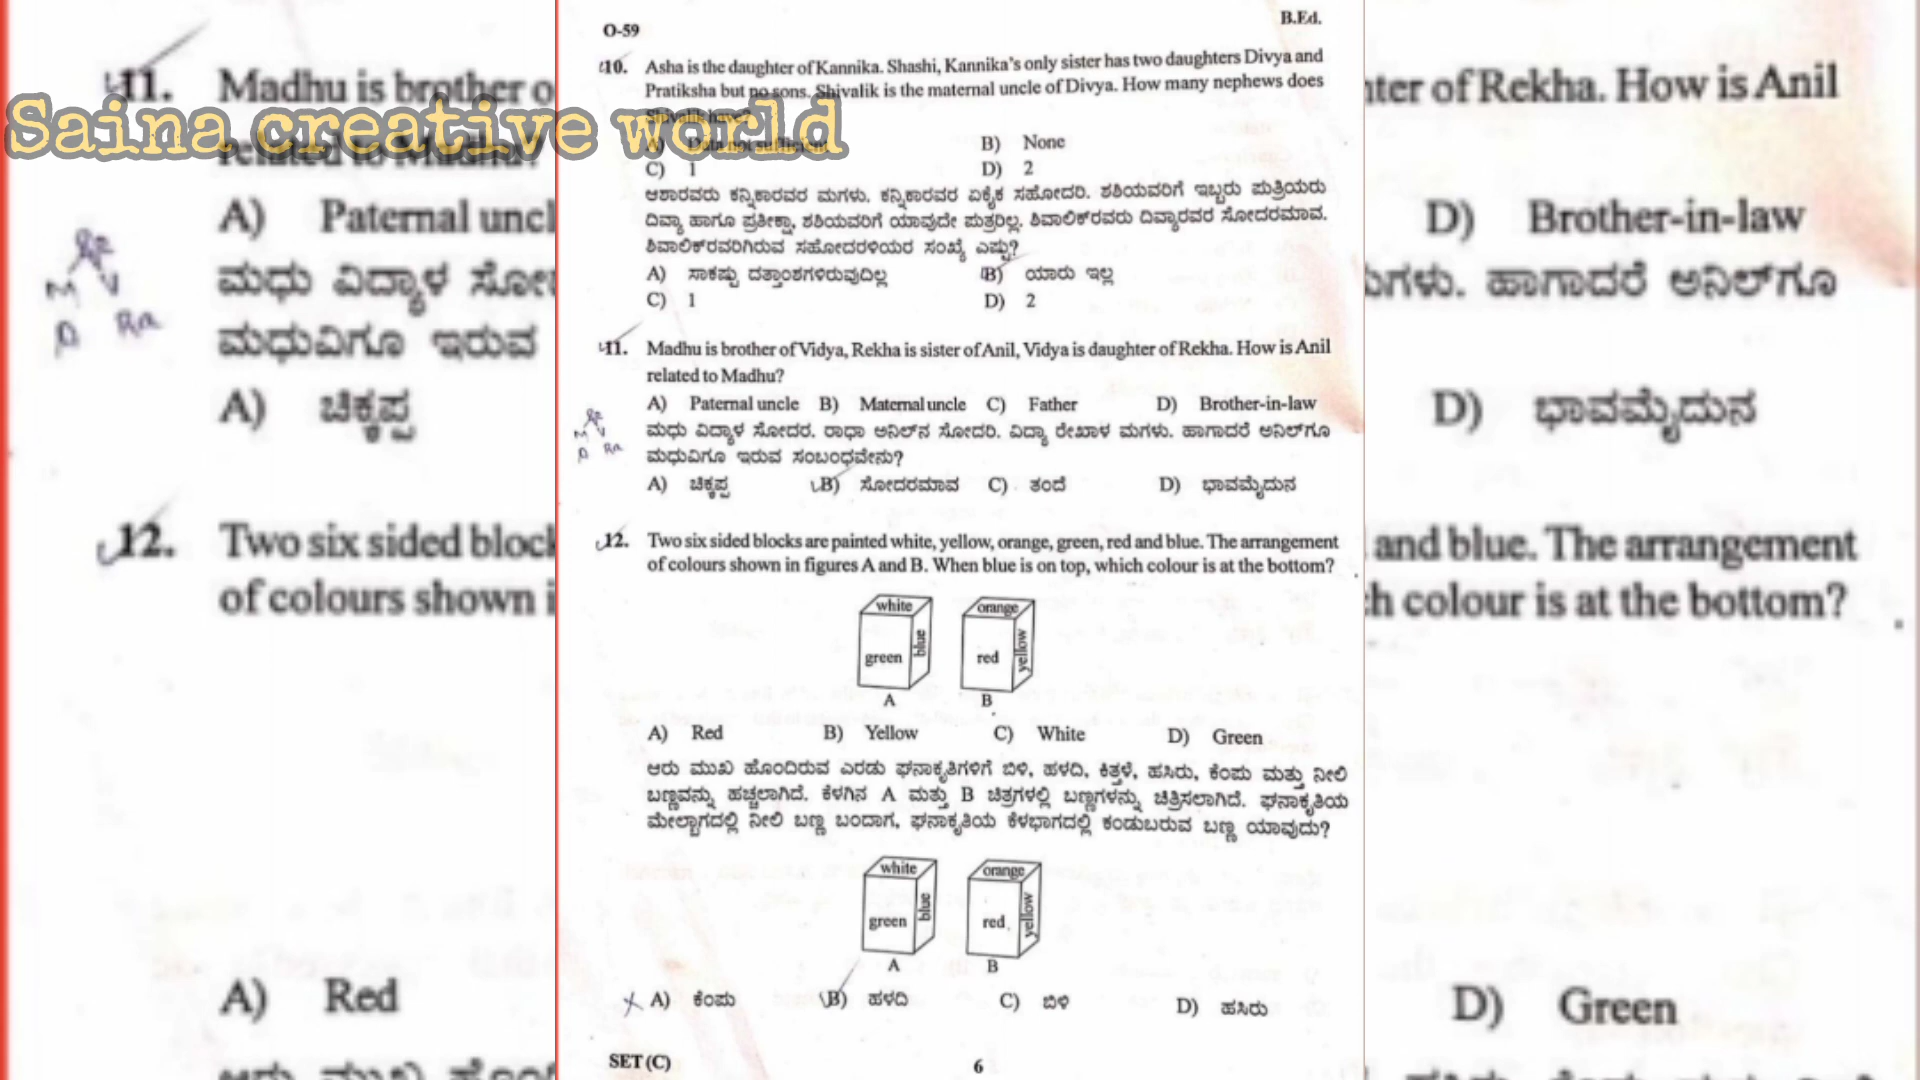 Saina creative world
O-59
B.Ed.
10. Asha is the daughter of Kannika. Shashi, Kannika's only sister has two daughters Divya and
Pratiksha but no sons. Shivalik is the maternal uncle of Divya. How many nephews does
Shivalik have?
A) Data not sufficient B) None
C) 1 D) 2
ಆಶಾರವರು ಕನ್ನಿಕಾರವರ ಮಗಳು. ಕನ್ನಿಕಾರವರ ಏಕೈಕ ಸಹೋದರಿ. ಶಶಿಯವರಿಗೆ ಇಬ್ಬರು ಪುತ್ರಿಯರು
ದಿವ್ಯಾ ಹಾಗೂ ಪ್ರತೀಕ್ಷಾ, ಶಶಿಯವರಿಗೆ ಯಾವುದೇ ಪುತ್ರರಿಲ್ಲ. ಶಿವಾಲಿಕ್‌ರವರು ದಿವ್ಯಾರವರ ಸೋದರಮಾವ.
ಶಿವಾಲಿಕ್‌ರವರಿಗಿರುವ ಸಹೋದರಳಿಯರ ಸಂಖ್ಯೆ ಎಷ್ಟು?
A) ಸಾಕಷ್ಟು ದತ್ತಾಂಶಗಳಿರುವುದಿಲ್ಲ B) ಯಾರು ಇಲ್ಲ
C) 1 D) 2
11. Madhu is brother of Vidya, Rekha is sister of Anil, Vidya is daughter of Rekha. How is Anil
related to Madhu?
A) Paternal uncle B) Maternal uncle C) Father D) Brother-in-law
ಮಧು ವಿದ್ಯಾಳ ಸೋದರ. ರಾಧಾ ಅನಿಲ್‌ನ ಸೋದರಿ. ವಿದ್ಯಾ ರೇಖಾಳ ಮಗಳು. ಹಾಗಾದರೆ ಅನಿಲ್‌ಗೂ
ಮಧುವಿಗೂ ಇರುವ ಸಂಬಂಧವೇನು?
A) ಚಿಕ್ಕಪ್ಪ B) ಸೋದರಮಾವ C) ತಂದೆ D) ಭಾವಮೈದುನ
12. Two six sided blocks are painted white, yellow, orange, green, red and blue. The arrangement
of colours shown in figures A and B. When blue is on top, which colour is at the bottom?
white orange
green blue red yellow
A B
A) Red B) Yellow C) White D) Green
ಆರು ಮುಖ ಹೊಂದಿರುವ ಎರಡು ಘನಾಕೃತಿಗಳಿಗೆ ಬಿಳಿ, ಹಳದಿ, ಕಿತ್ತಳೆ, ಹಸಿರು, ಕೆಂಪು ಮತ್ತು ನೀಲಿ
ಬಣ್ಣವನ್ನು ಹಚ್ಚಲಾಗಿದೆ. ಕೆಳಗಿನ A ಮತ್ತು B ಚಿತ್ರಗಳಲ್ಲಿ ಬಣ್ಣಗಳನ್ನು ಚಿತ್ರಿಸಲಾಗಿದೆ. ಘನಾಕೃತಿಯ
ಮೇಲ್ಭಾಗದಲ್ಲಿ ನೀಲಿ ಬಣ್ಣ ಬಂದಾಗ, ಘನಾಕೃತಿಯ ಕೆಳಭಾಗದಲ್ಲಿ ಕಂಡುಬರುವ ಬಣ್ಣ ಯಾವುದು?
white orange
green blue red yellow
A B
A) ಕೆಂಪು B) ಹಳದಿ C) ಬಿಳಿ D) ಹಸಿರು
SET (C)
6